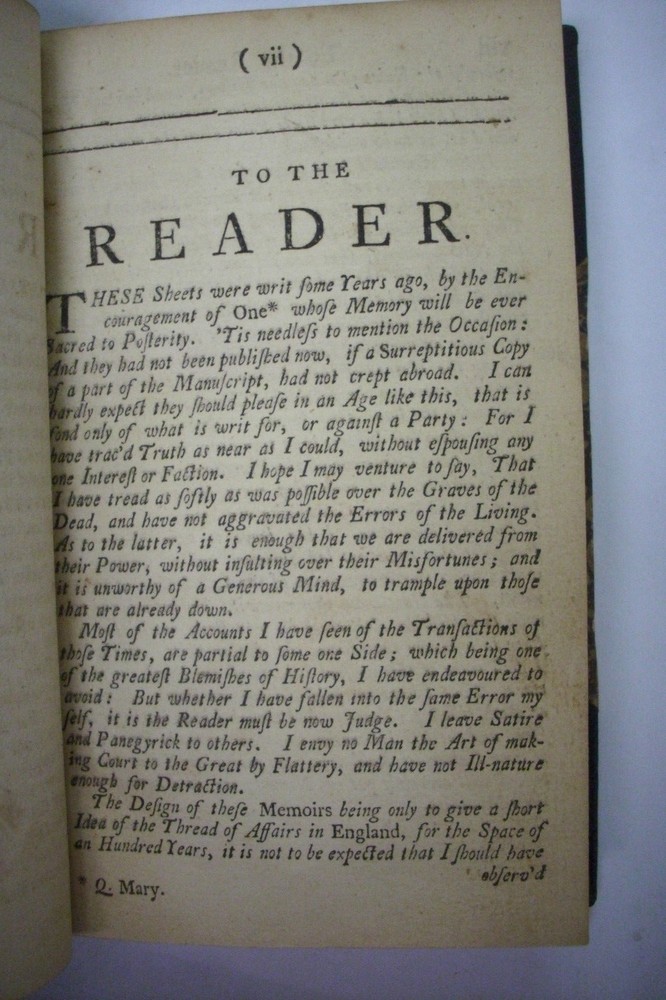 ( vii )
TO THE
READER.
THESE Sheets were writ ſome Years ago, by the En-
couragement of One* whoſe Memory will be ever
Sacred to Poſterity. 'Tis needleſs to mention the Occaſion:
And they had not been publiſhed now, if a Surreptitious Copy
of a part of the Manuſcript, had not crept abroad. I can
hardly expect they ſhould pleaſe in an Age like this, that is
fond only of what is writ for, or againſt a Party: For I
have trac'd Truth as near as I could, without eſpouſing any
one Intereſt or Faction. I hope I may venture to ſay, That
I have tread as ſoftly as was poſſible over the Graves of the
Dead, and have not aggravated the Errors of the Living.
As to the latter, it is enough that we are delivered from
their Power, without inſulting over their Misfortunes; and
it is unworthy of a Generous Mind, to trample upon thoſe
that are already down.
Moſt of the Accounts I have ſeen of the Tranſactions of
thoſe Times, are partial to ſome one Side; which being one
of the greateſt Blemiſhes of Hiſtory, I have endeavoured to
avoid: But whether I have fallen into the ſame Error my
ſelf, it is the Reader muſt be now Judge. I leave Satire
and Panegyrick to others. I envy no Man the Art of mak-
ing Court to the Great by Flattery, and have not Ill-nature
enough for Detraction.
The Deſign of theſe Memoirs being only to give a ſhort
Idea of the Thread of Affairs in England, for the Space of
an Hundred Years, it is not to be expected that I ſhould have
obſerv'd
* Q. Mary.